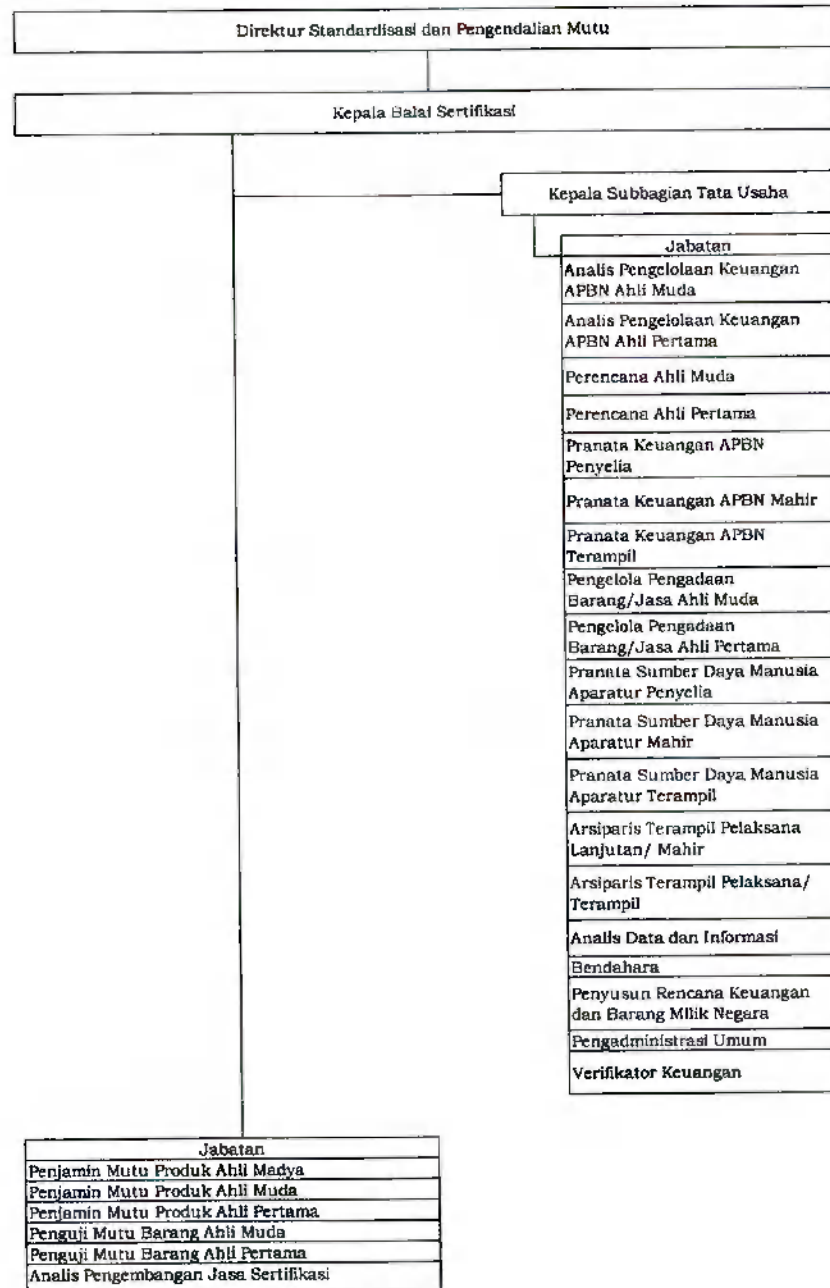 Direktur Standardisasi dan Pengendalian Mutu
Kepala Balai Sertifikasi
Kepala Subbagian Tata Usaha
Jabatan
Analis Pengelolaan Keuangan
APBN Ahli Muda
Analis Pengelolaan Keuangan
APBN Ahli Pertama
Perencana Ahli Muda
Perencana Ahli Pertama
Pranata Keuangan APBN
Penyelia
Pranata Keuangan APBN Mahir
Pranata Keuangan APBN
Terampil
Pengelola Pengadaan
Barang/Jasa Ahli Muda
Pengelola Pengadaan
Barang/Jasa Ahli Pertama
Pranata Sumber Daya Manusia
Aparatur Penyelia
Pranata Sumber Daya Manusia
Aparatur Mahir
Pranata Sumber Daya Manusia
Aparatur Terampil
Arsiparis Terampil Pelaksana
Lanjutan/ Mahir
Arsiparis Terampil Pelaksana/
Terampil
Analis Data dan Informasi
Bendahara
Penyusun Rencana Keuangan
dan Barang Milik Negara
Pengadministrasi Umum
Verifikator Keuangan
Jabatan
Penjamin Mutu Produk Ahli Madya
Penjamin Mutu Produk Ahli Muda
Penjamin Mutu Produk Ahli Pertama
Penguji Mutu Barang Ahli Muda
Penguji Mutu Barang Ahli Pertama
Analis Pengembangan Jasa Sertifikasi